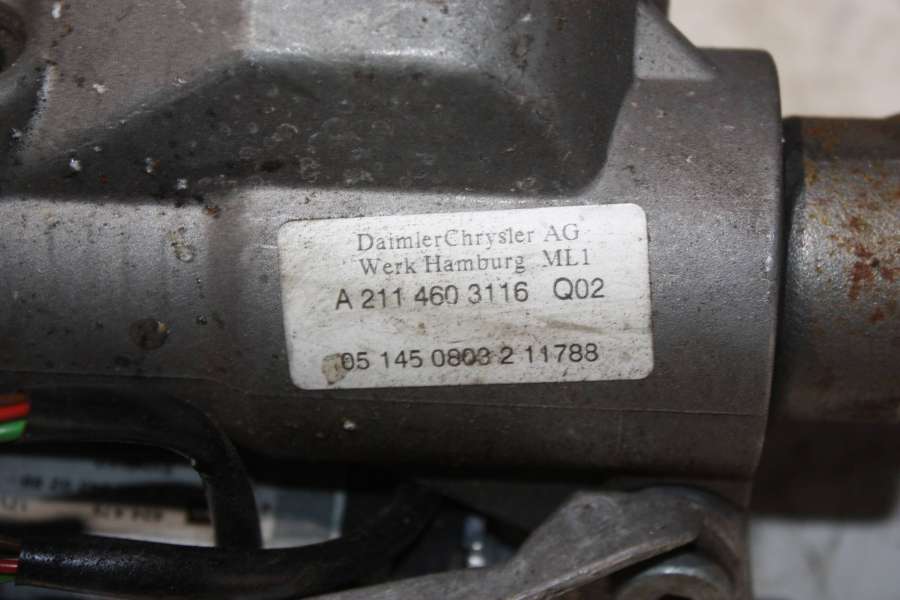 DaimlerChrysler AG
Werk Hamburg ML1
A 211 460 3116 Q02
05 145 0803 2 11788